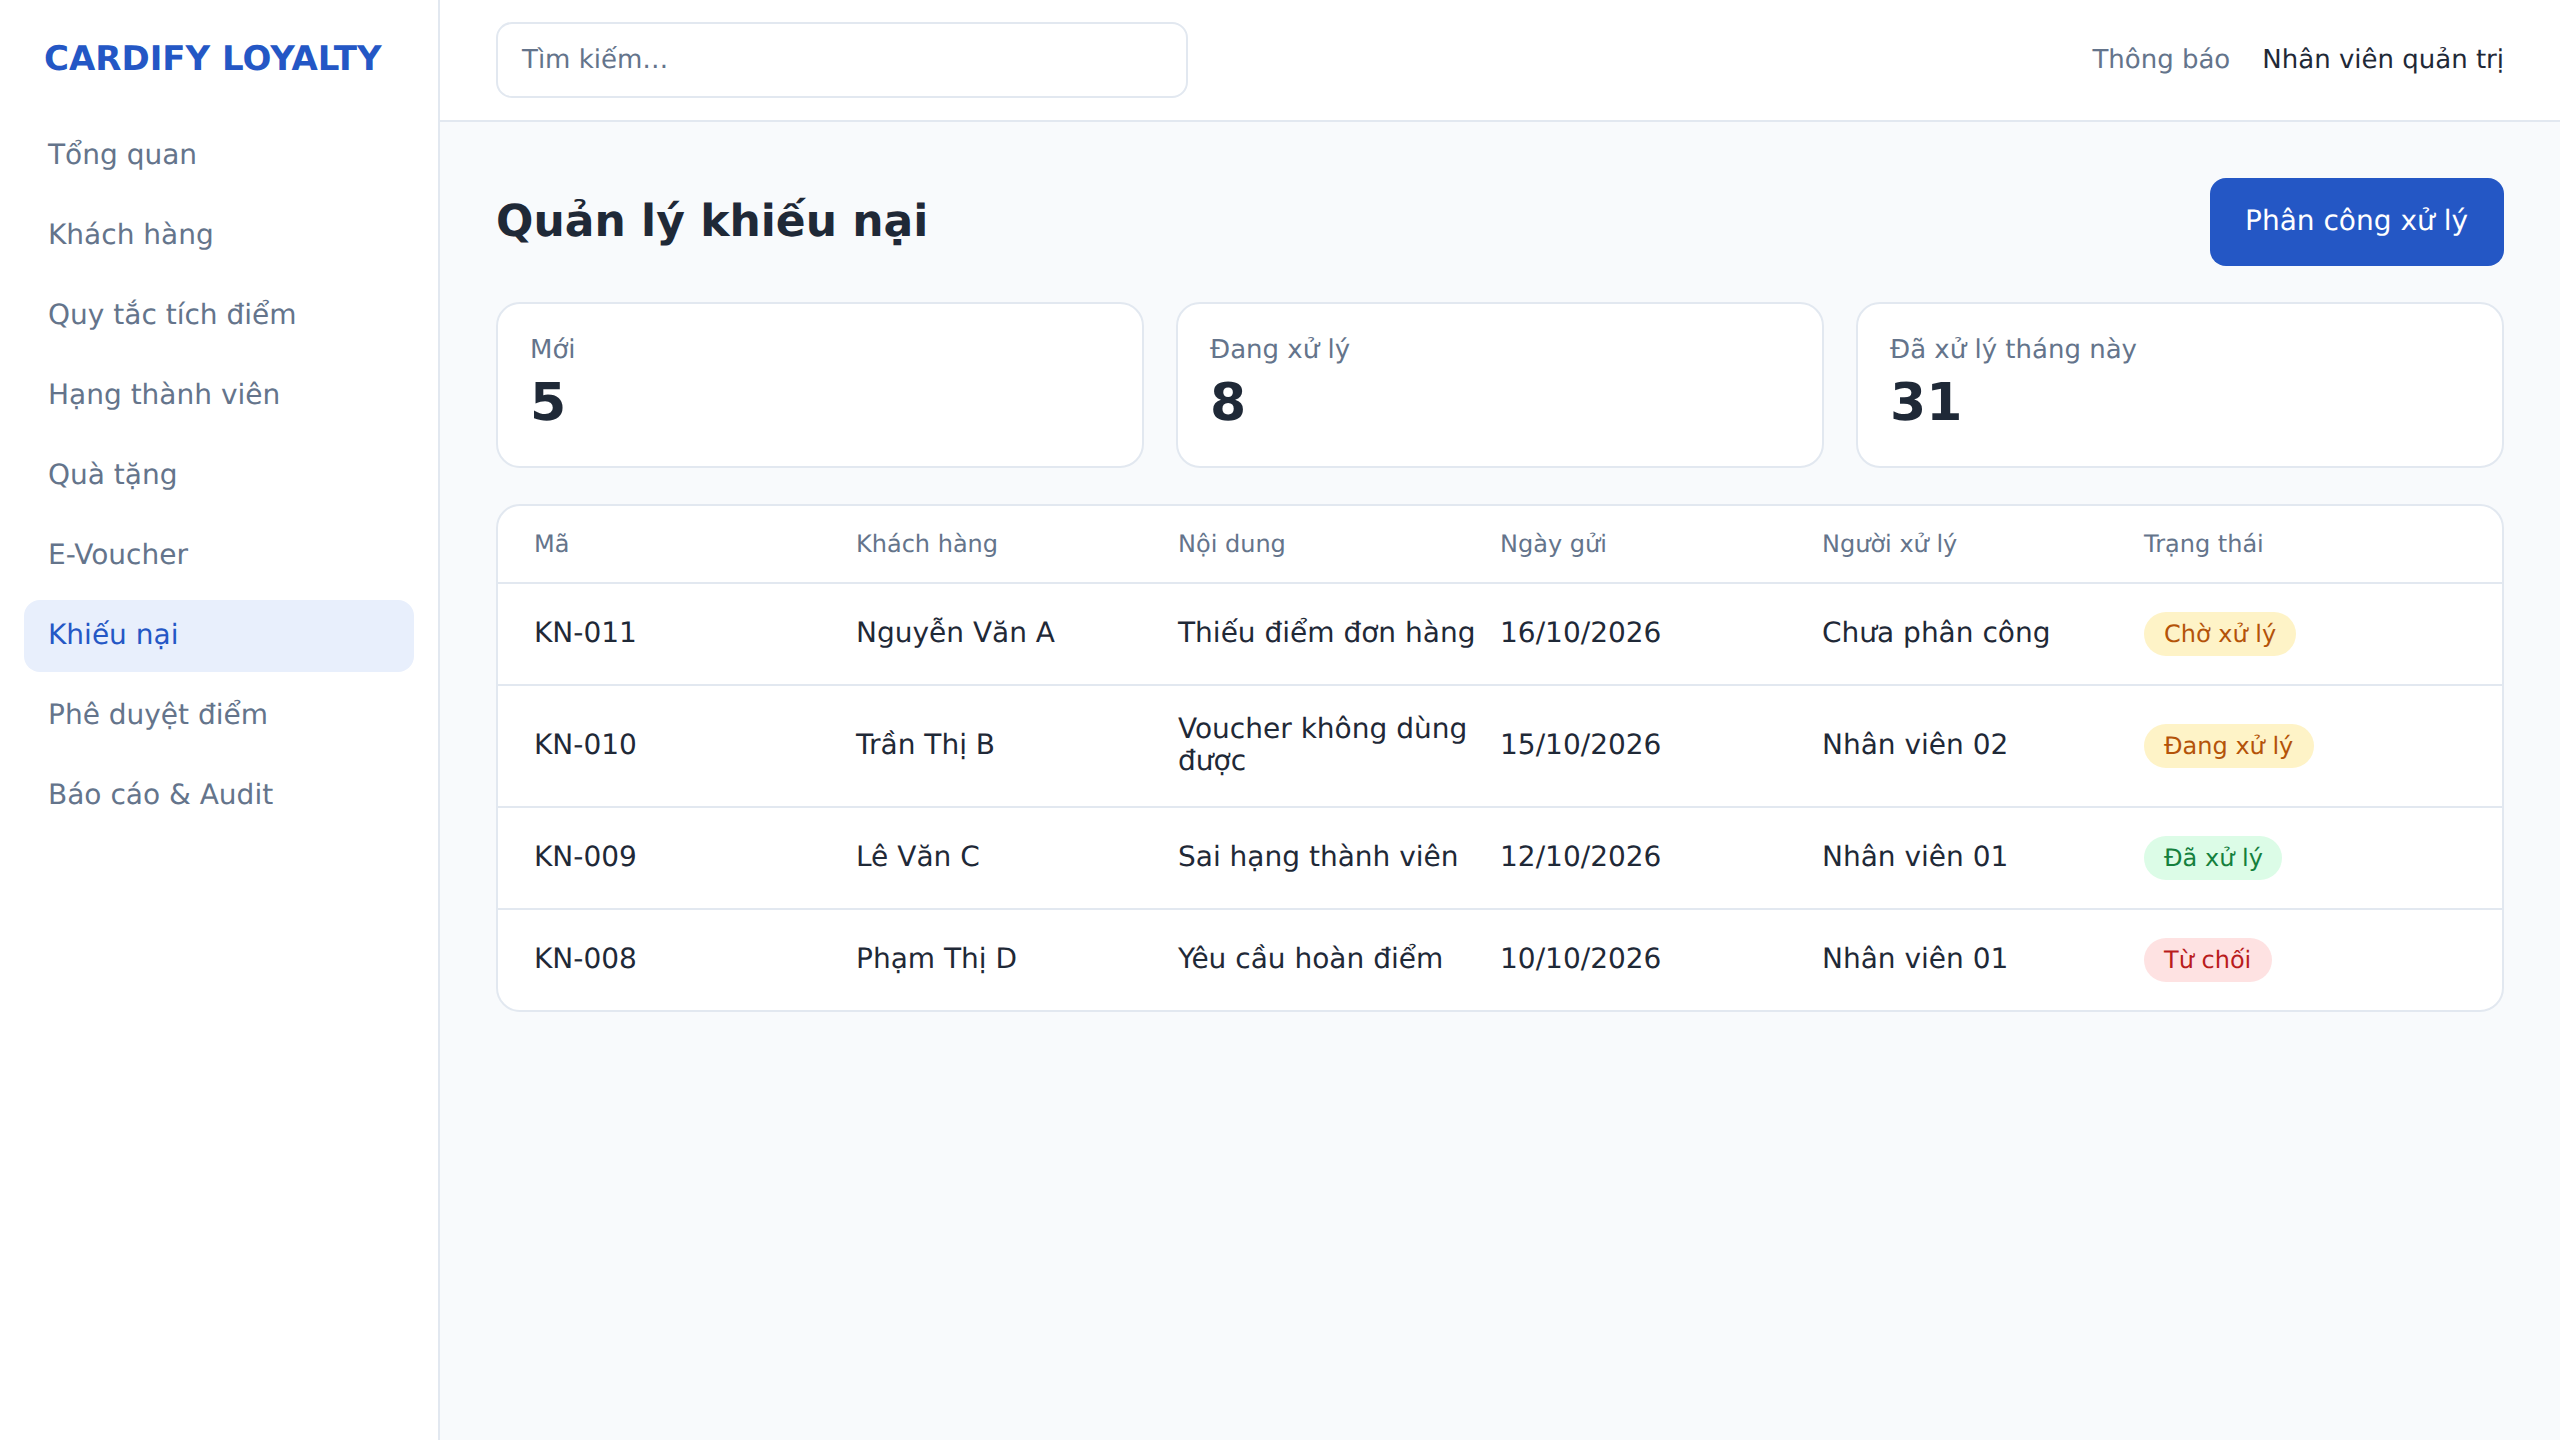 CARDIFY LOYALTY
Tổng quan
Khách hàng
Quy tắc tích điểm
Hạng thành viên
Quà tặng
E-Voucher
Khiếu nại
Phê duyệt điểm
Báo cáo & Audit
Tìm kiếm...
Thông báo Nhân viên quản trị
Quản lý khiếu nại
Phân công xử lý
Mới
5
Đang xử lý
8
Đã xử lý tháng này
31
Mã Khách hàng Nội dung Ngày gửi Người xử lý Trạng thái
KN-011 Nguyễn Văn A Thiếu điểm đơn hàng 16/10/2026 Chưa phân công Chờ xử lý
KN-010 Trần Thị B Voucher không dùng
được 15/10/2026 Nhân viên 02 Đang xử lý
KN-009 Lê Văn C Sai hạng thành viên 12/10/2026 Nhân viên 01 Đã xử lý
KN-008 Phạm Thị D Yêu cầu hoàn điểm 10/10/2026 Nhân viên 01 Từ chối